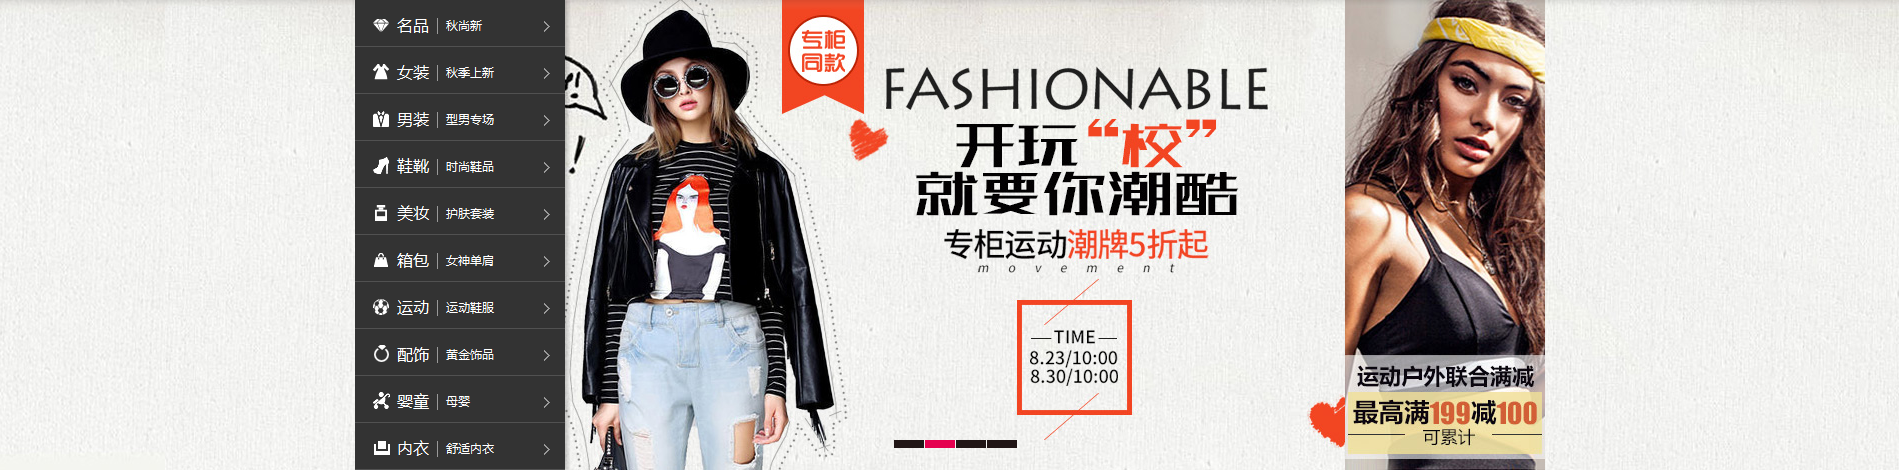 名品 | 秋尚新
女装 | 秋季上新
男装 | 型男专场
鞋靴 | 时尚鞋品
美妆 | 护肤套装
箱包 | 女神单肩
运动 | 运动鞋服
配饰 | 黄金饰品
婴童 | 母婴
内衣 | 舒适内衣
专柜
同款
FASHIONABLE
开玩“校”
就要你潮酷
专柜运动潮牌5折起
movement
TIME
8.23/10:00
8.30/10:00
运动户外联合满减
最高满199减100
可累计